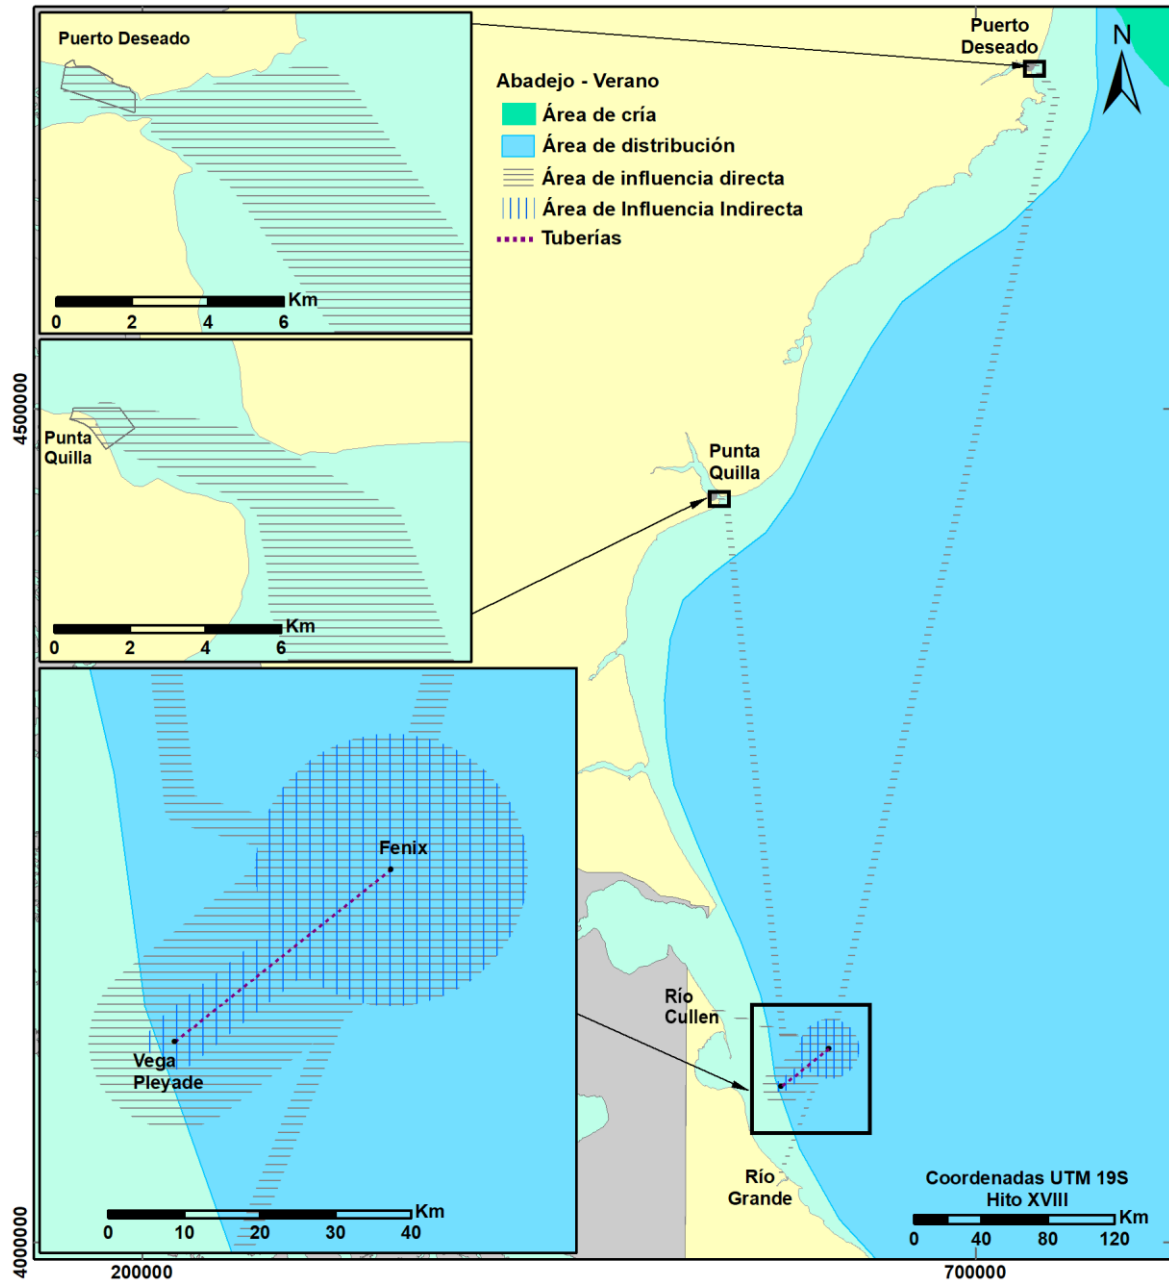 Puerto Deseado
0 2 4 6 Km
Punta
Quilla
0 2 4 6 Km
Fenix
Vega
Pleyade
0 10 20 30 40 Km
Abadejo - Verano
Área de cría
Área de distribución
Área de influencia directa
Área de Influencia Indirecta
Tuberías
Puerto
Deseado
N
Punta
Quilla
Río
Cullen
Río
Grande
Coordenadas UTM 19S
Hito XVIII
0 40 80 120 Km
4500000
4000000
200000
700000